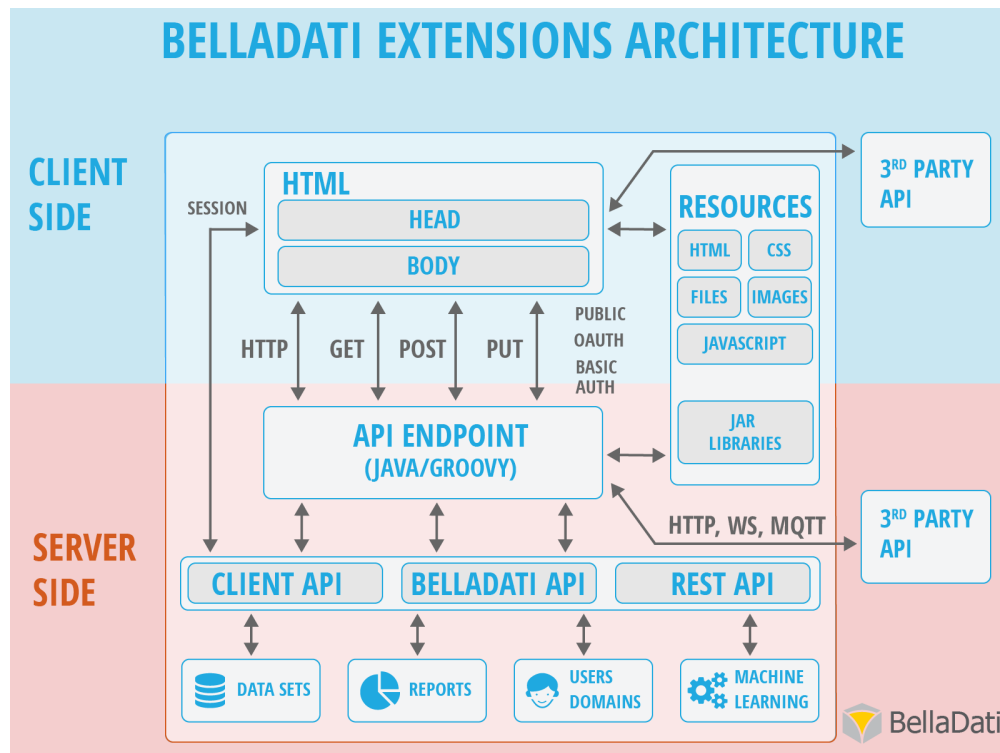 BELLADATI EXTENSIONS ARCHITECTURE
CLIENT
SIDE
SESSION
HTML
HEAD
BODY
RESOURCES
HTML
CSS
FILES
IMAGES
JAVASCRIPT
JAR
LIBRARIES
3RD PARTY
API
HTTP
GET
POST
PUT
PUBLIC
OAUTH
BASIC
AUTH
API ENDPOINT
(JAVA/GROOVY)
HTTP, WS, MQTT
3RD PARTY
API
SERVER
SIDE
CLIENT API
BELLADATI API
REST API
DATA SETS
REPORTS
USERS
DOMAINS
MACHINE
LEARNING
BellaDati